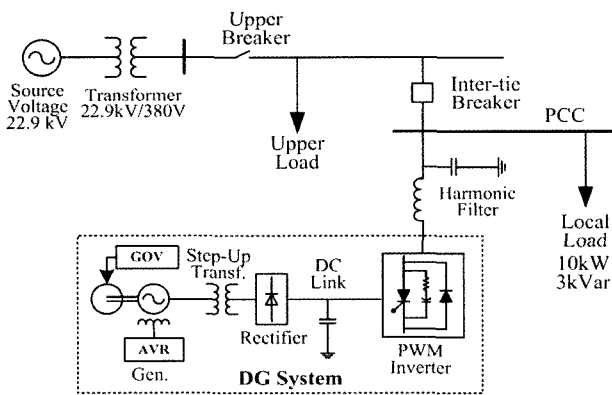 Upper
Breaker
Source
Voltage
22.9 kV
Transformer
22.9kV/380V
Upper
Load
Inter-tie
Breaker
PCC
Harmonic
Filter
Local
Load
10kW
3kVar
GOV
Step-Up
Transf.
DC
Link
Rectifier
AVR
Gen.
PWM
Inverter
DG System